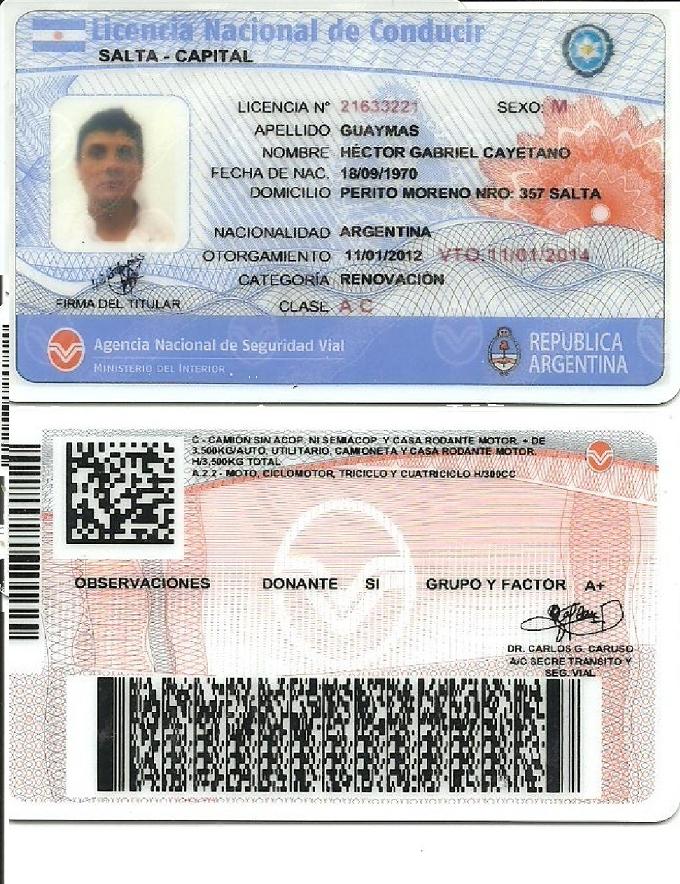 Licencia Nacional de Conducir
SALTA - CAPITAL
LICENCIA Nº 21633221 SEXO: M
APELLIDO GUAYMAS
NOMBRE HÉCTOR GABRIEL CAYETANO
FECHA DE NAC. 18/09/1970
DOMICILIO PERITO MORENO NRO: 357 SALTA
NACIONALIDAD ARGENTINA
OTORGAMIENTO 11/01/2012 VTO 11/01/2014
CATEGORÍA RENOVACIÓN
FIRMA DEL TITULAR
CLASE A C
Agencia Nacional de Seguridad Vial
MINISTERIO DEL INTERIOR
REPÚBLICA
ARGENTINA
C - CAMIÓN SIN ACOP. NI SEMIACOP. Y CASA RODANTE MOTOR. + DE
3.500KG/AUTO, UTILITARIO, CAMIONETA Y CASA RODANTE MOTOR.
H/3,500KG TOTAL
A 2.2 - MOTO, CICLOMOTOR, TRICICLO Y CUATRICICLO H/300CC
OBSERVACIONES DONANTE SI GRUPO Y FACTOR A+
DR. CARLOS G. CARUSO
A/C SECRE TRANSITO Y
SEG. VIAL